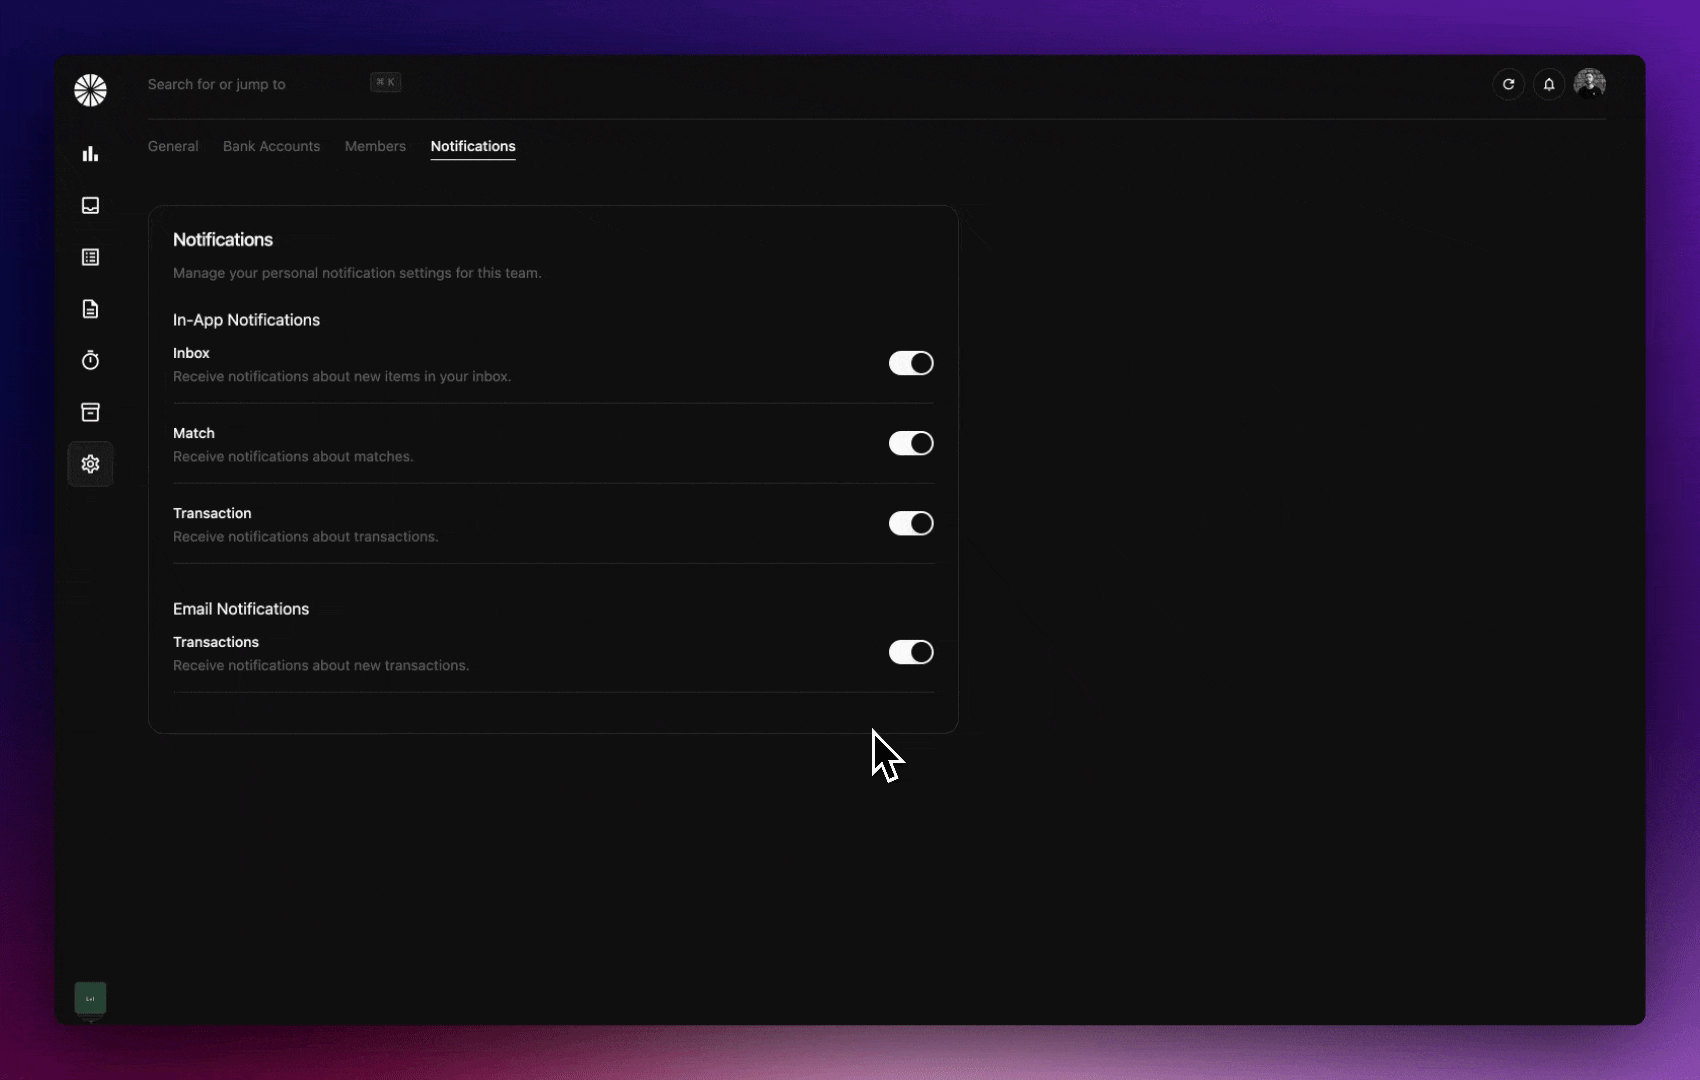 Search for or jump to
⌘ K
General
Bank Accounts
Members
Notifications
Notifications
Manage your personal notification settings for this team.
In-App Notifications
Inbox
Receive notifications about new items in your inbox.
Match
Receive notifications about matches.
Transaction
Receive notifications about transactions.
Email Notifications
Transactions
Receive notifications about new transactions.